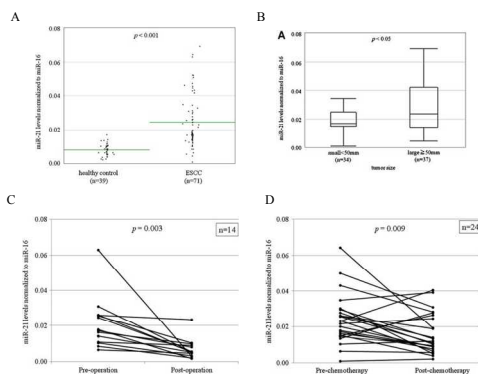 A
p < 0.001
miR-21 levels normalized to miR-16
0.08
0.06
0.04
0.02
0
healthy control
(n=39)
ESCC
(n=71)
B
A
p < 0.05
miR-21 levels normalized to miR-16
0.08
0.06
0.04
0.02
0.00
small<50mm
(n=34)
large≧50mm
(n=37)
tumor size
C
p = 0.003
n=14
miR-21 levels normalized to miR-16
0.08
0.06
0.04
0.02
0.00
Pre-operation
Post-operation
D
p = 0.009
n=24
miR-21levels normalized to miR-16
0.08
0.06
0.04
0.02
0.00
Pre-chemotherapy
Post-chemotherapy